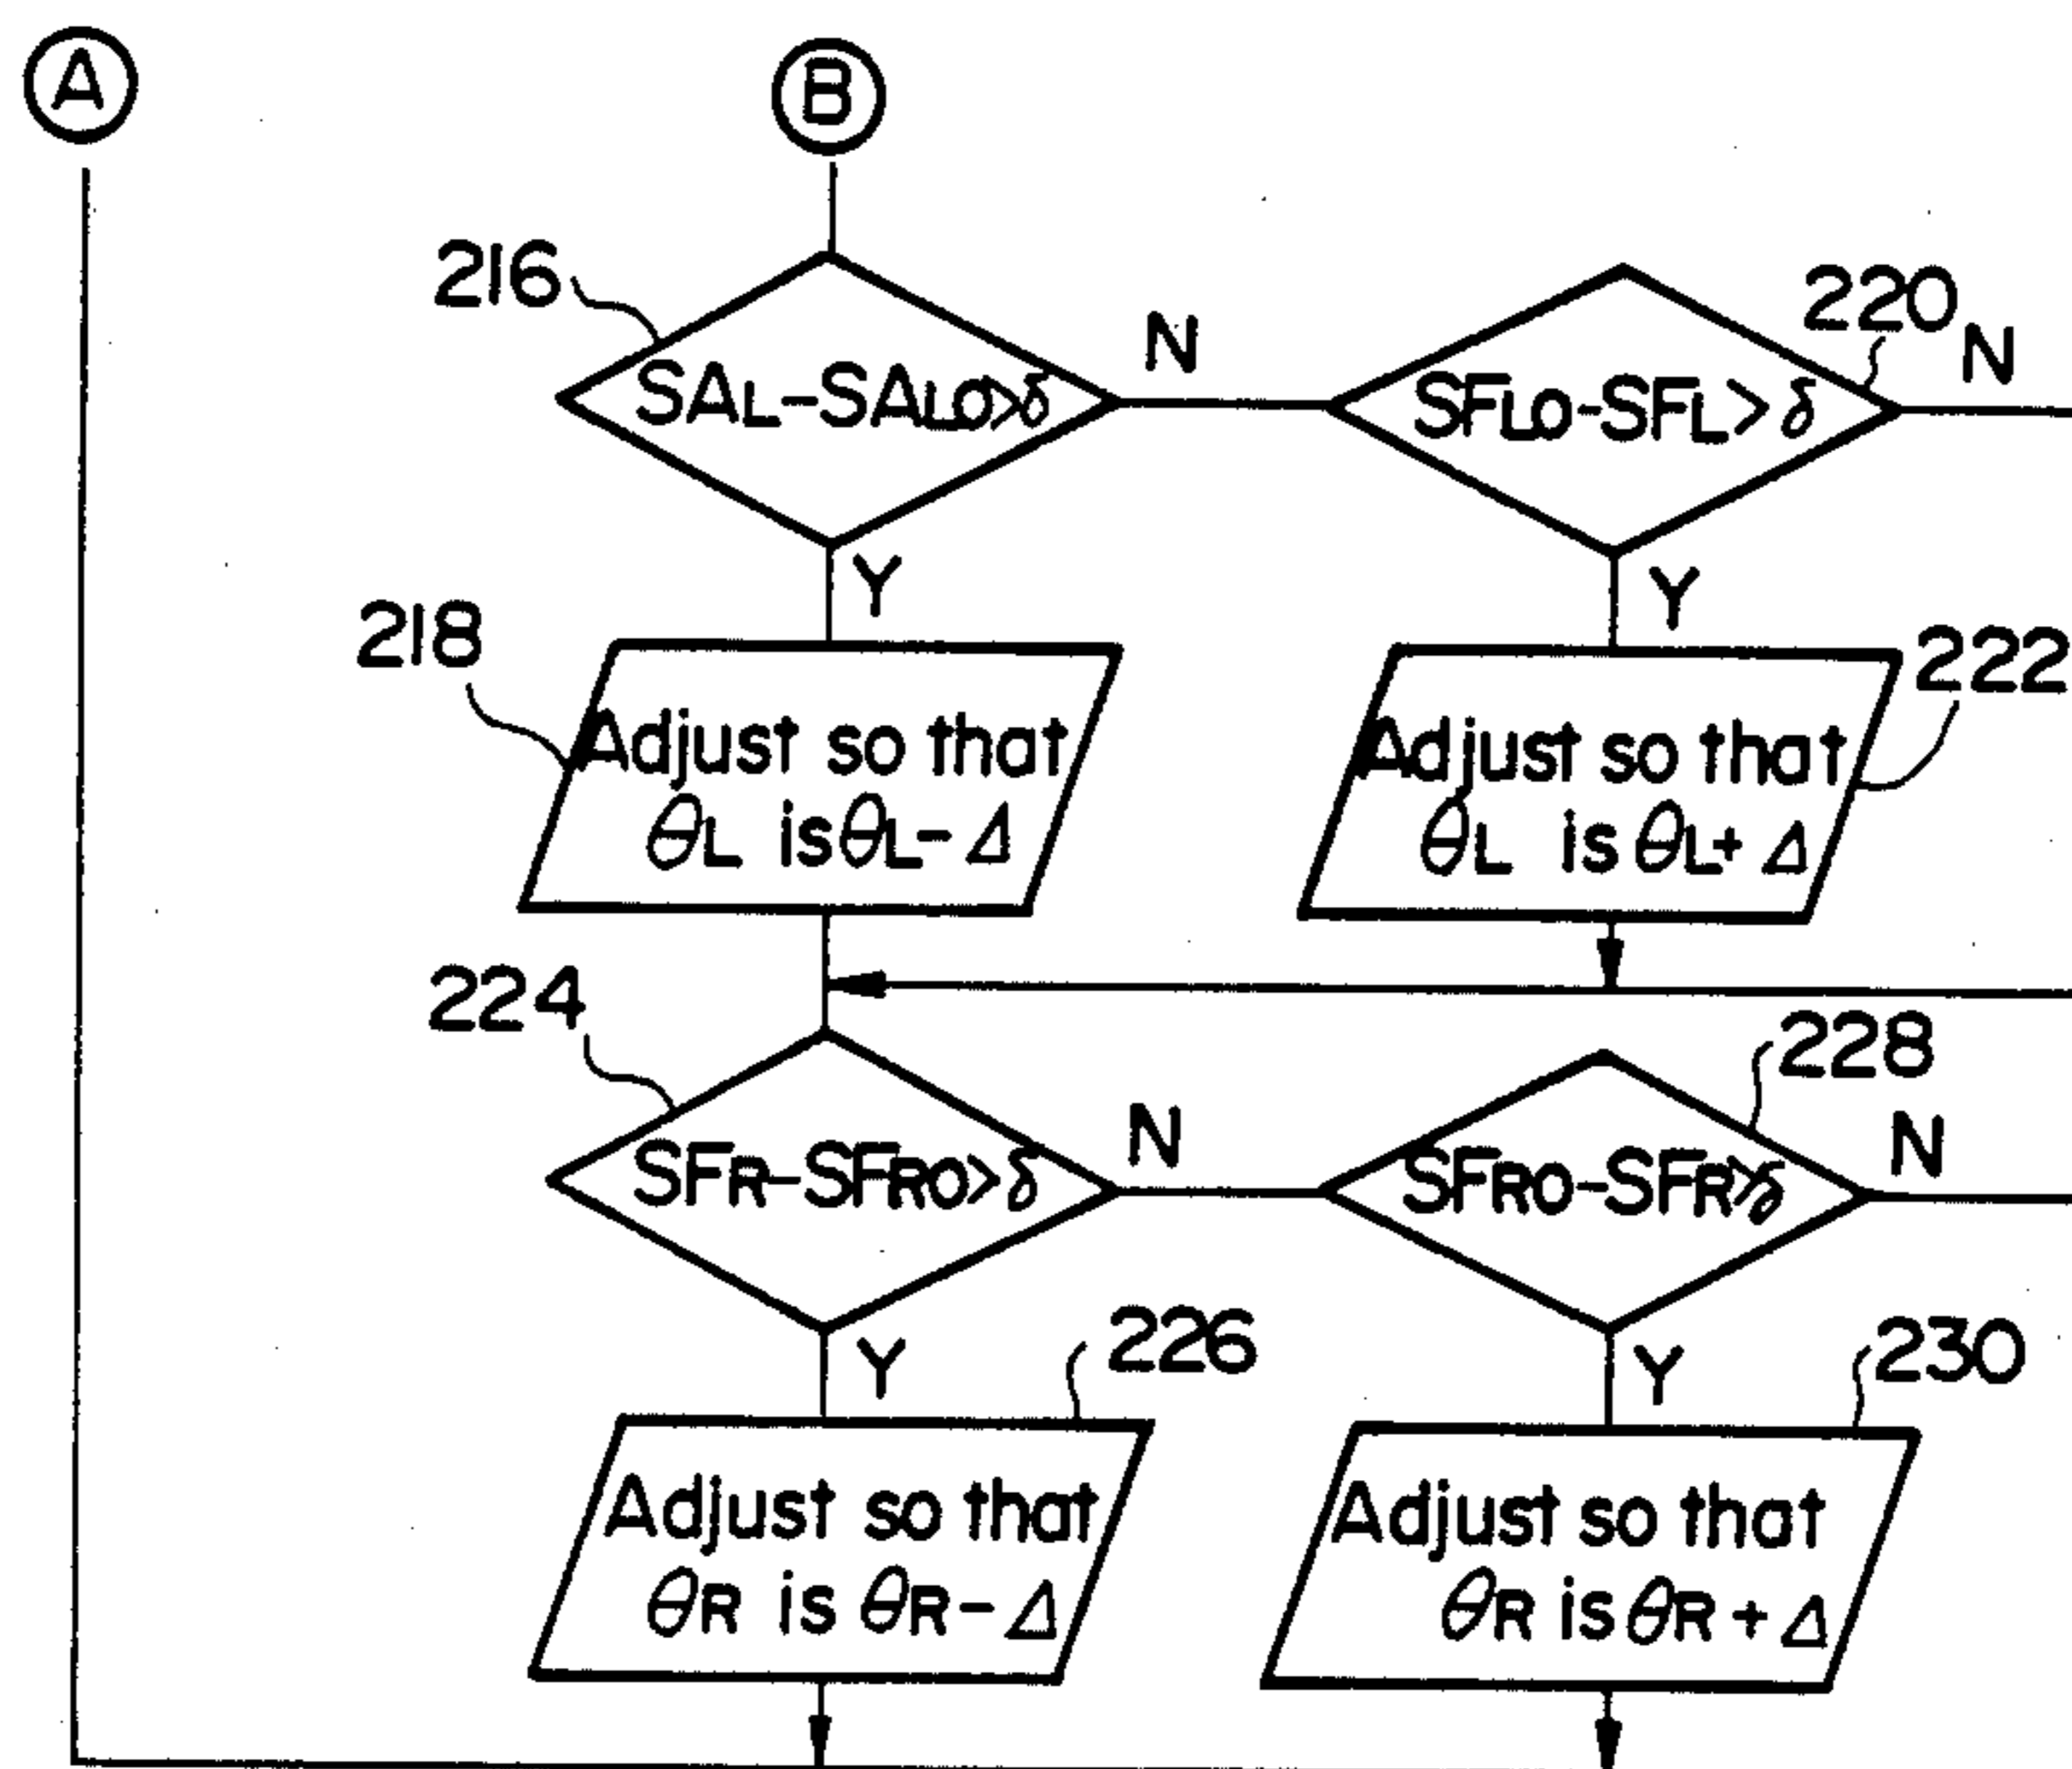 A
B
216
SAL-SALO>δ
N
220
SFLO-SFL>δ
N
Y
Y
218
Adjust so that
θL is θL-Δ
222
Adjust so that
θL is θL+Δ
224
SFR-SFRO>δ
N
228
SFRO-SFR>δ
N
Y
Y
226
Adjust so that
θR is θR-Δ
230
Adjust so that
θR is θR+Δ